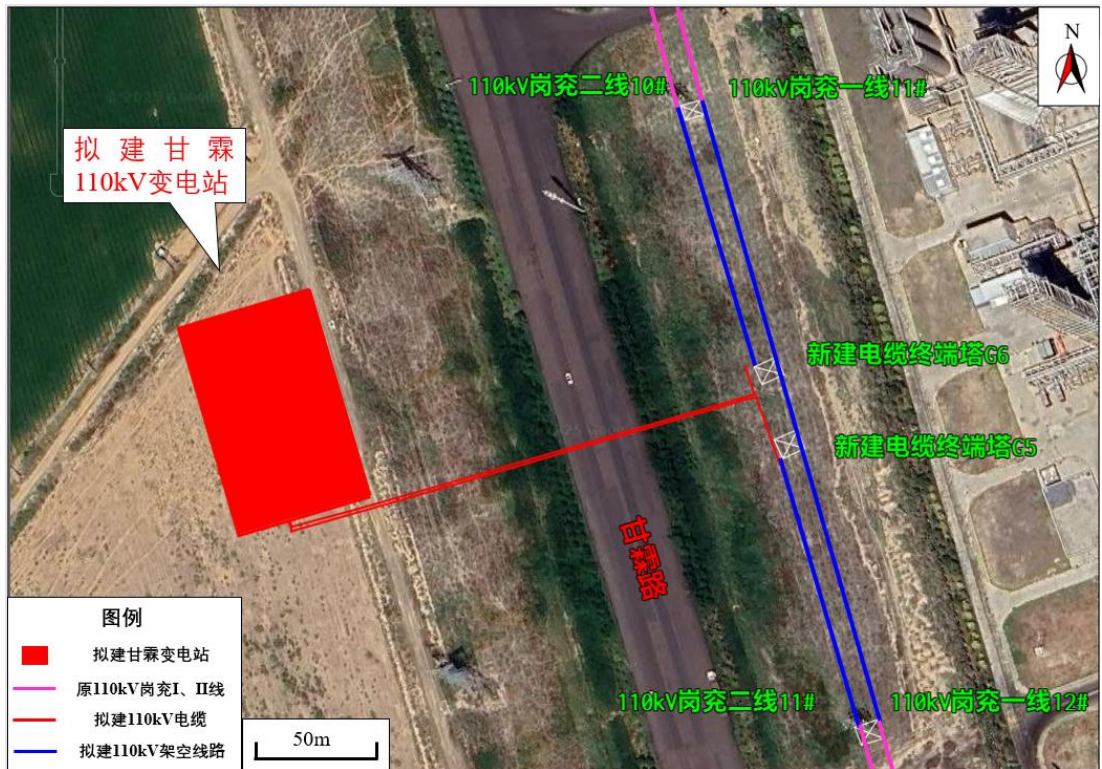 N
110kV岗兖二线10#
110kV岗兖一线11#
拟建甘霖
110kV变电站
新建电缆终端塔G6
新建电缆终端塔G5
甘霖路
110kV岗兖二线11#
110kV岗兖一线12#
图例
拟建甘霖变电站
原110kV岗兖I、II线
拟建110kV电缆
拟建110kV架空线路
50m